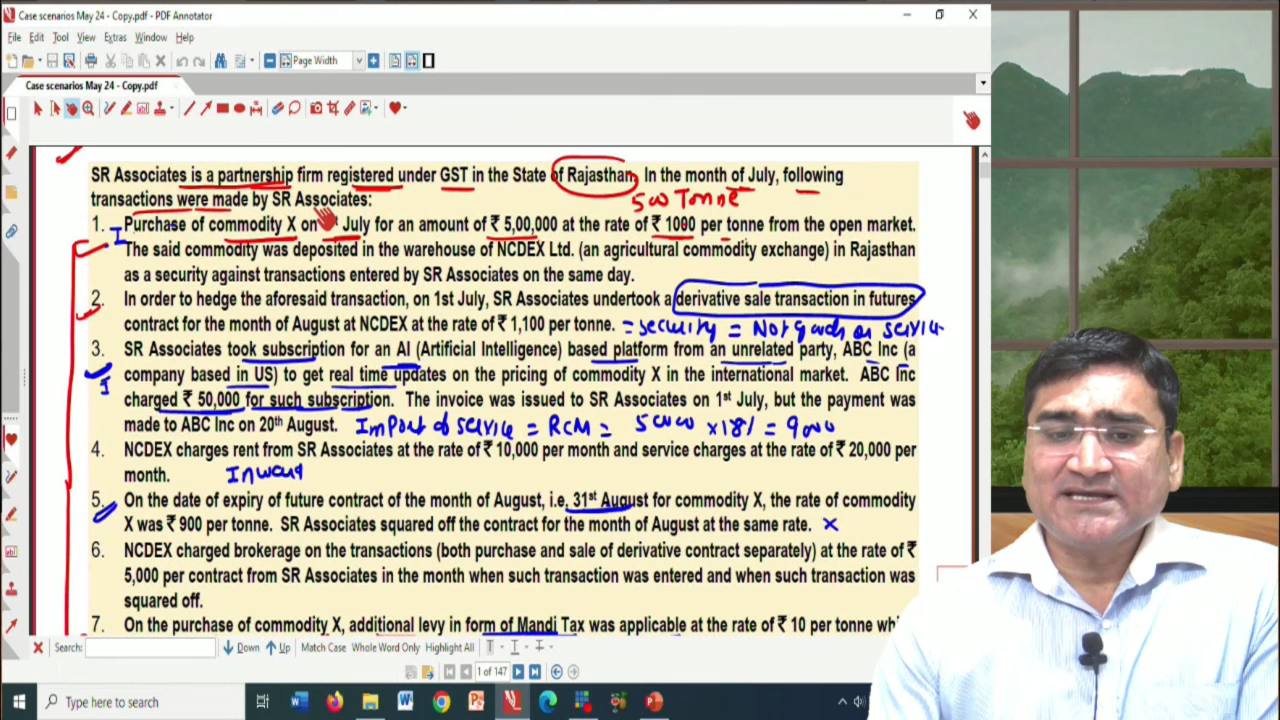 Case scenarios May 24 - Copy.pdf - PDF Annotator
File Edit Tool View Extras Window Help
Page Width
Case scenarios May 24 - Copy.pdf
SR Associates is a partnership firm registered under GST in the State of Rajasthan. In the month of July, following
transactions were made by SR Associates:
500 Tonne
1. Purchase of commodity X on July for an amount of ₹ 5,00,000 at the rate of ₹ 1000 per tonne from the open market.
I
The said commodity was deposited in the warehouse of NCDEX Ltd. (an agricultural commodity exchange) in Rajasthan
as a security against transactions entered by SR Associates on the same day.
2. In order to hedge the aforesaid transaction, on 1st July, SR Associates undertook a derivative sale transaction in futures
contract for the month of August at NCDEX at the rate of ₹ 1,100 per tonne. = security = Not goods or service
3. SR Associates took subscription for an AI (Artificial Intelligence) based platform from an unrelated party, ABC Inc (a
company based in US) to get real time updates on the pricing of commodity X in the international market. ABC Inc
I
charged ₹ 50,000 for such subscription. The invoice was issued to SR Associates on 1st July, but the payment was
made to ABC Inc on 20th August. Import of service = RCM = 50000 x 18% = 9000
4. NCDEX charges rent from SR Associates at the rate of ₹ 10,000 per month and service charges at the rate of ₹ 20,000 per
month. Inward
5. On the date of expiry of future contract of the month of August, i.e. 31st August for commodity X, the rate of commodity
X was ₹ 900 per tonne. SR Associates squared off the contract for the month of August at the same rate. x
6. NCDEX charged brokerage on the transactions (both purchase and sale of derivative contract separately) at the rate of ₹
5,000 per contract from SR Associates in the month when such transaction was entered and when such transaction was
squared off.
7. On the purchase of commodity X, additional levy in form of Mandi Tax was applicable at the rate of ₹ 10 per tonne
Search: Down Up Match Case Whole Word Only Highlight All
1 of 147
Type here to search